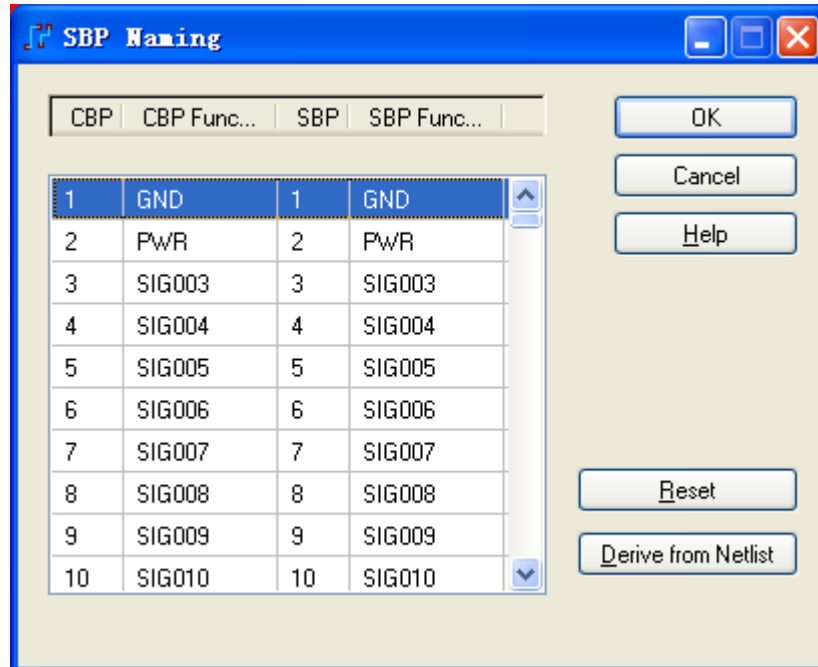 SBP Naming
CBP CBP Func... SBP SBP Func...
OK
Cancel
Help
1 GND 1 GND
2 PWR 2 PWR
3 SIG003 3 SIG003
4 SIG004 4 SIG004
5 SIG005 5 SIG005
6 SIG006 6 SIG006
7 SIG007 7 SIG007
8 SIG008 8 SIG008
9 SIG009 9 SIG009
10 SIG010 10 SIG010
Reset
Derive from Netlist